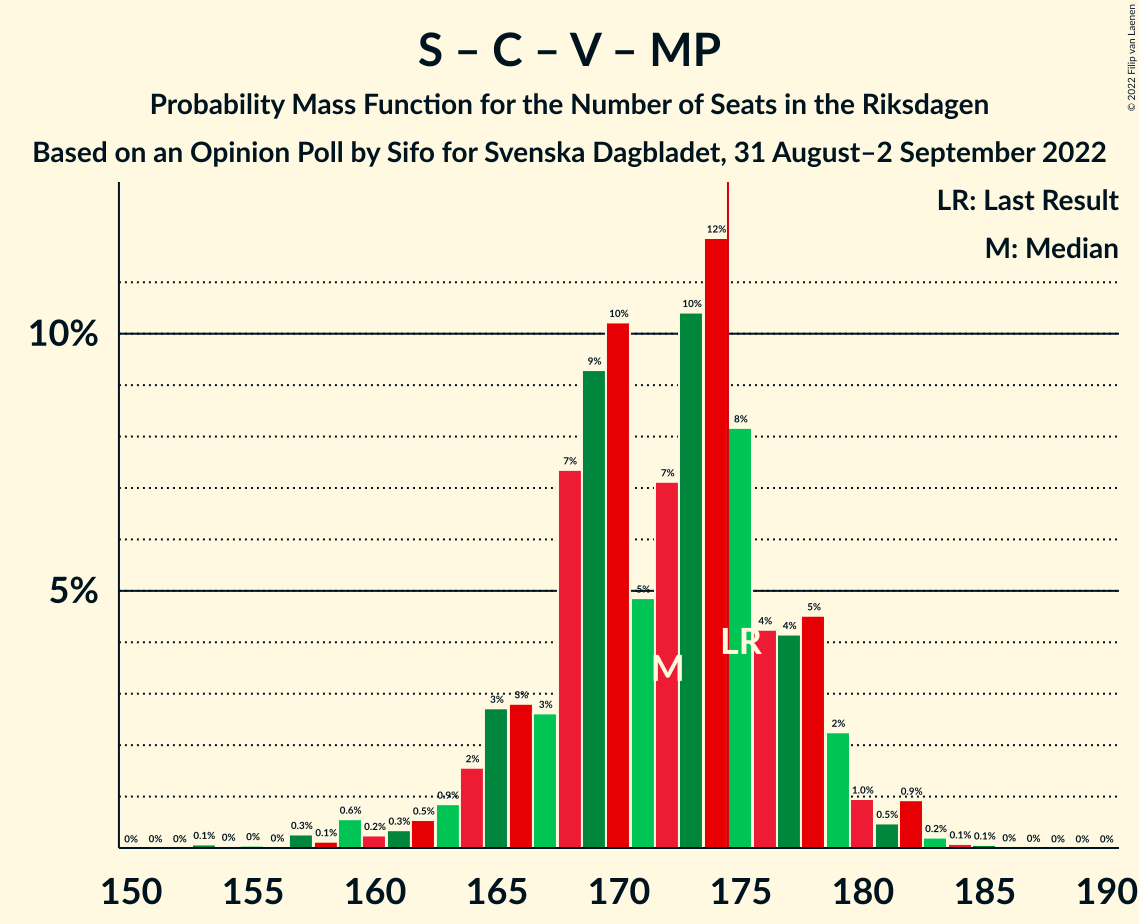 S – C – V – MP
Probability Mass Function for the Number of Seats in the Riksdagen
Based on an Opinion Poll by Sifo for Svenska Dagbladet, 31 August–2 September 2022
© 2022 Filip van Laenen
LR: Last Result
M: Median
10%
5%
0% 0% 0% 0.1% 0% 0% 0% 0.3% 0.1% 0.6% 0.2% 0.3% 0.5% 0.9% 2% 3% 3% 3% 7% 9% 10% 5% 7% 10% 12% 8% 4% 4% 5% 2% 1.0% 0.5% 0.9% 0.2% 0.1% 0.1% 0% 0% 0% 0% 0%
M
LR
150 155 160 165 170 175 180 185 190